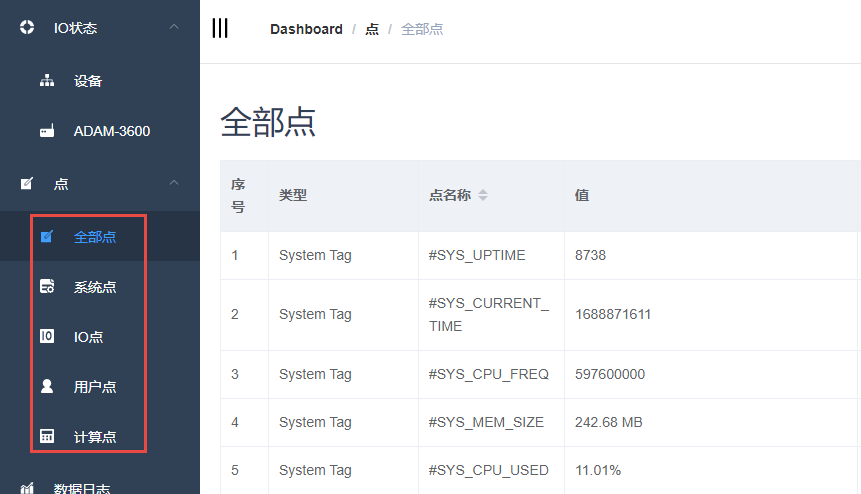 IO状态
设备
ADAM-3600
点
全部点
系统点
IO点
用户点
计算点
数据日志
Dashboard / 点 / 全部点
全部点
序号 类型 点名称 值
1 System Tag #SYS_UPTIME 8738
2 System Tag #SYS_CURRENT_TIME 1688871611
3 System Tag #SYS_CPU_FREQ 597600000
4 System Tag #SYS_MEM_SIZE 242.68 MB
5 System Tag #SYS_CPU_USED 11.01%